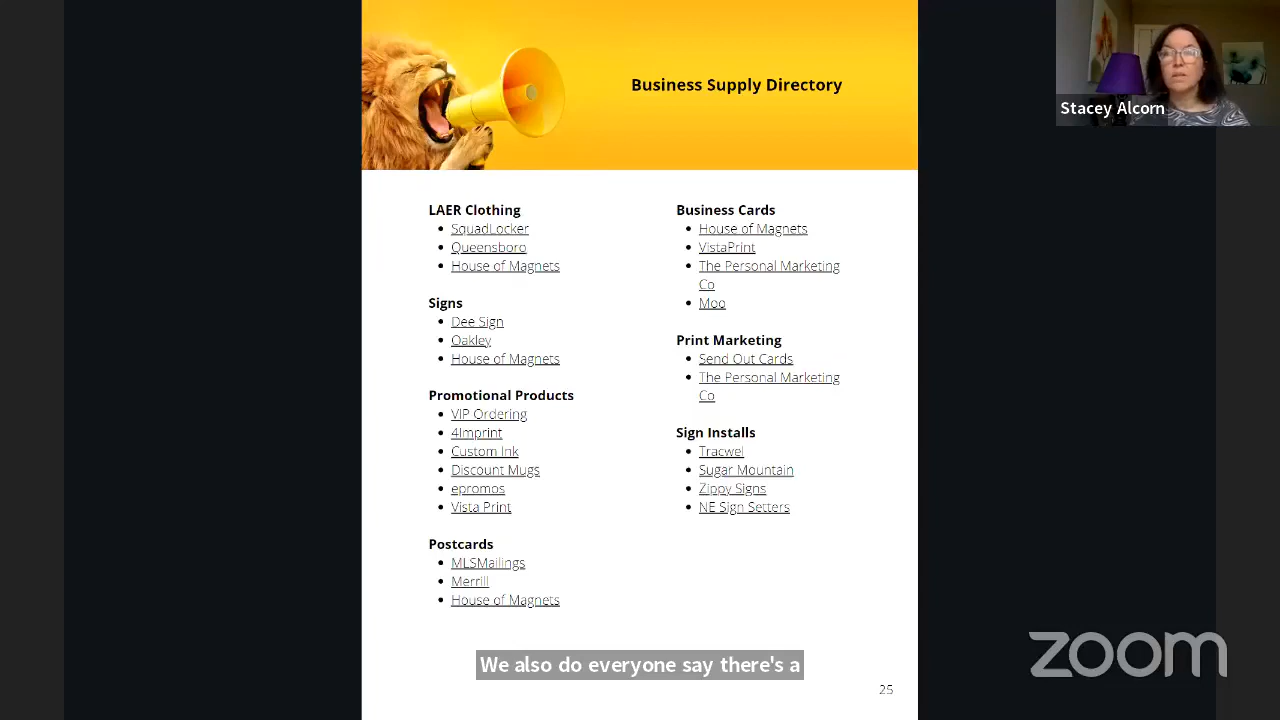 Business Supply Directory
Stacey Alcorn
LAER Clothing
SquadLocker
Queensboro
House of Magnets
Signs
Dee Sign
Oakley
House of Magnets
Promotional Products
VIP Ordering
4Imprint
Custom Ink
Discount Mugs
epromos
Vista Print
Postcards
MLSMailings
Merrill
House of Magnets
Business Cards
House of Magnets
VistaPrint
The Personal Marketing
Co
Moo
Print Marketing
Send Out Cards
The Personal Marketing
Co
Sign Installs
Tracwel
Sugar Mountain
Zippy Signs
NE Sign Setters
We also do everyone say there's a
25
zoom